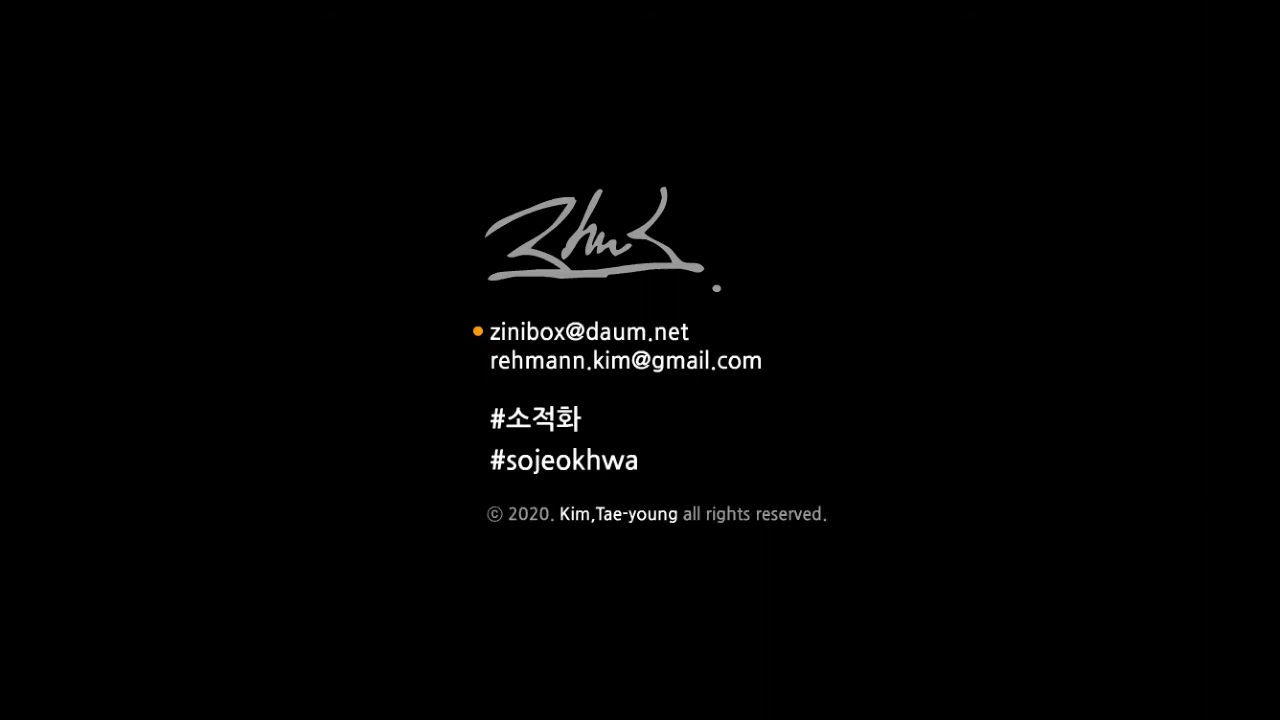 zinibox@daum.net
rehmann.kim@gmail.com
#소적화
#sojeokhwa
ⓒ 2020. Kim,Tae-young all rights reserved.